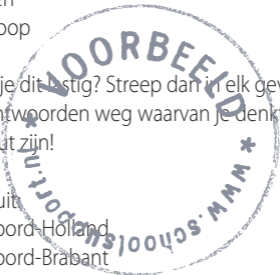 oop
je dit lastig? Streep dan in elk gev
ntwoorden weg waarvan je denkt
ut zijn!
uit:
oord-Holland
oord-Brabant
VOORBEELD
* www.schoolsupport.nl *